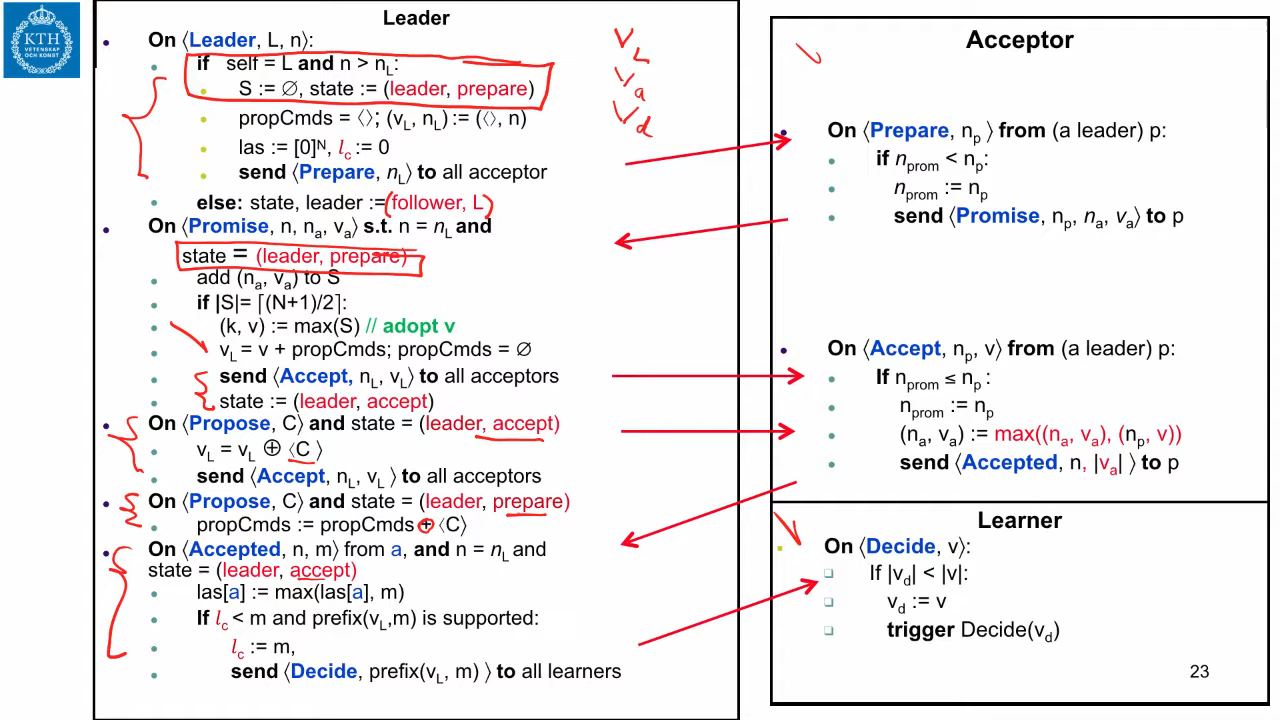 KTH
VETENSKAP
OCH KONST
Leader
• On ⟨Leader, L, n⟩:
• if self = L and n > nL:
• S := ∅, state := (leader, prepare)
• propCmds = ⟨⟩; (vL, nL) := (⟨⟩, n)
• las := [0]ᴺ, lc := 0
• send ⟨Prepare, nL⟩ to all acceptor
• else: state, leader := (follower, L)
• On ⟨Promise, n, na, va⟩ s.t. n = nL and
state = (leader, prepare)
• add (na, va) to S
• if |S|= ⌈(N+1)/2⌉:
• (k, v) := max(S) // adopt v
• vL = v + propCmds; propCmds = ∅
• send ⟨Accept, nL, vL⟩ to all acceptors
• state := (leader, accept)
• On ⟨Propose, C⟩ and state = (leader, accept)
• vL = vL ⊕ ⟨C ⟩
• send ⟨Accept, nL, vL ⟩ to all acceptors
• On ⟨Propose, C⟩ and state = (leader, prepare)
• propCmds := propCmds + ⟨C⟩
• On ⟨Accepted, n, m⟩ from a, and n = nL and
state = (leader, accept)
• las[a] := max(las[a], m)
• If lc < m and prefix(vL,m) is supported:
• lc := m,
• send ⟨Decide, prefix(vL, m) ⟩ to all learners
vL
va
vd
Acceptor
• On ⟨Prepare, np ⟩ from (a leader) p:
• if nprom < np:
• nprom := np
• send ⟨Promise, np, na, va⟩ to p
• On ⟨Accept, np, v⟩ from (a leader) p:
• If nprom ≤ np :
• nprom := np
• (na, va) := max((na, va), (np, v))
• send ⟨Accepted, n, |va| ⟩ to p
Learner
On ⟨Decide, v⟩:
❑ If |vd| < |v|:
❑ vd := v
❑ trigger Decide(vd)
23